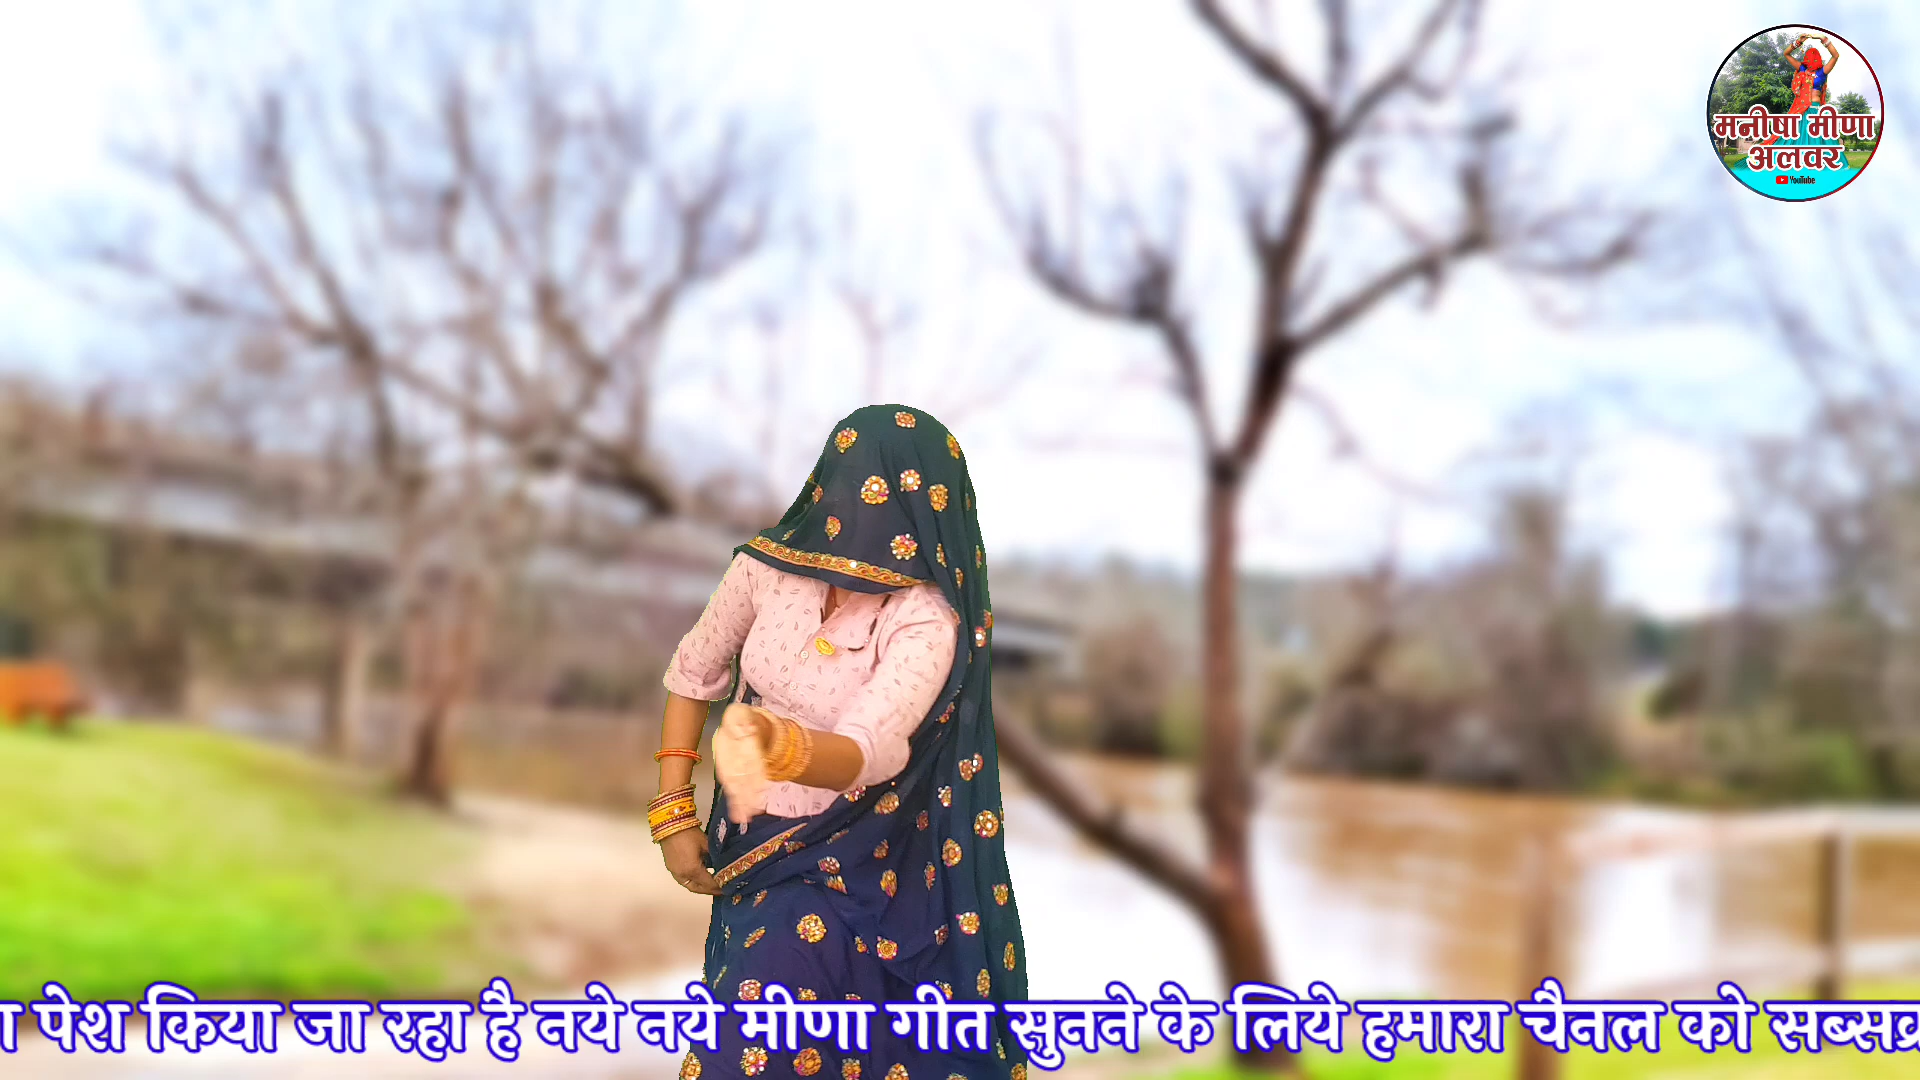 मनीषा मीणा
अलवर
YouTube
पेश किया जा रहा है नये नये मीणा गीत सुनने के लिये हमारा चैनल को